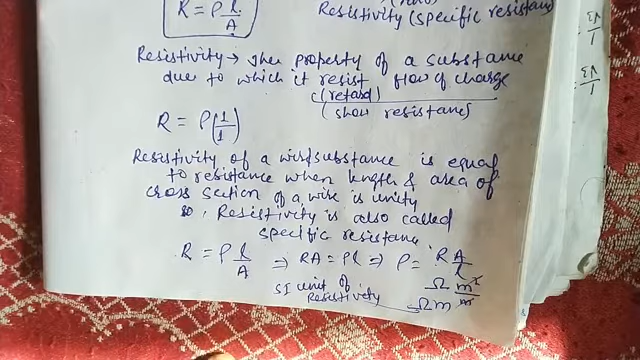 R = ρ l/A
Resistivity (specific resistan
Resistivity → The property of a substance
due to which it resist flow of charge
(retard)
(show resistance)
R = ρ(1/1)
Resistivity of a wire/substance is equal
to resistance when length & area of
cross section of a wire is unity
so, Resistivity is also called
specific resistance
R = ρ l/A ⇒ RA = ρl ⇒ ρ = RA/l
SI unit of
Resistivity
Ω m²/m
Ωm